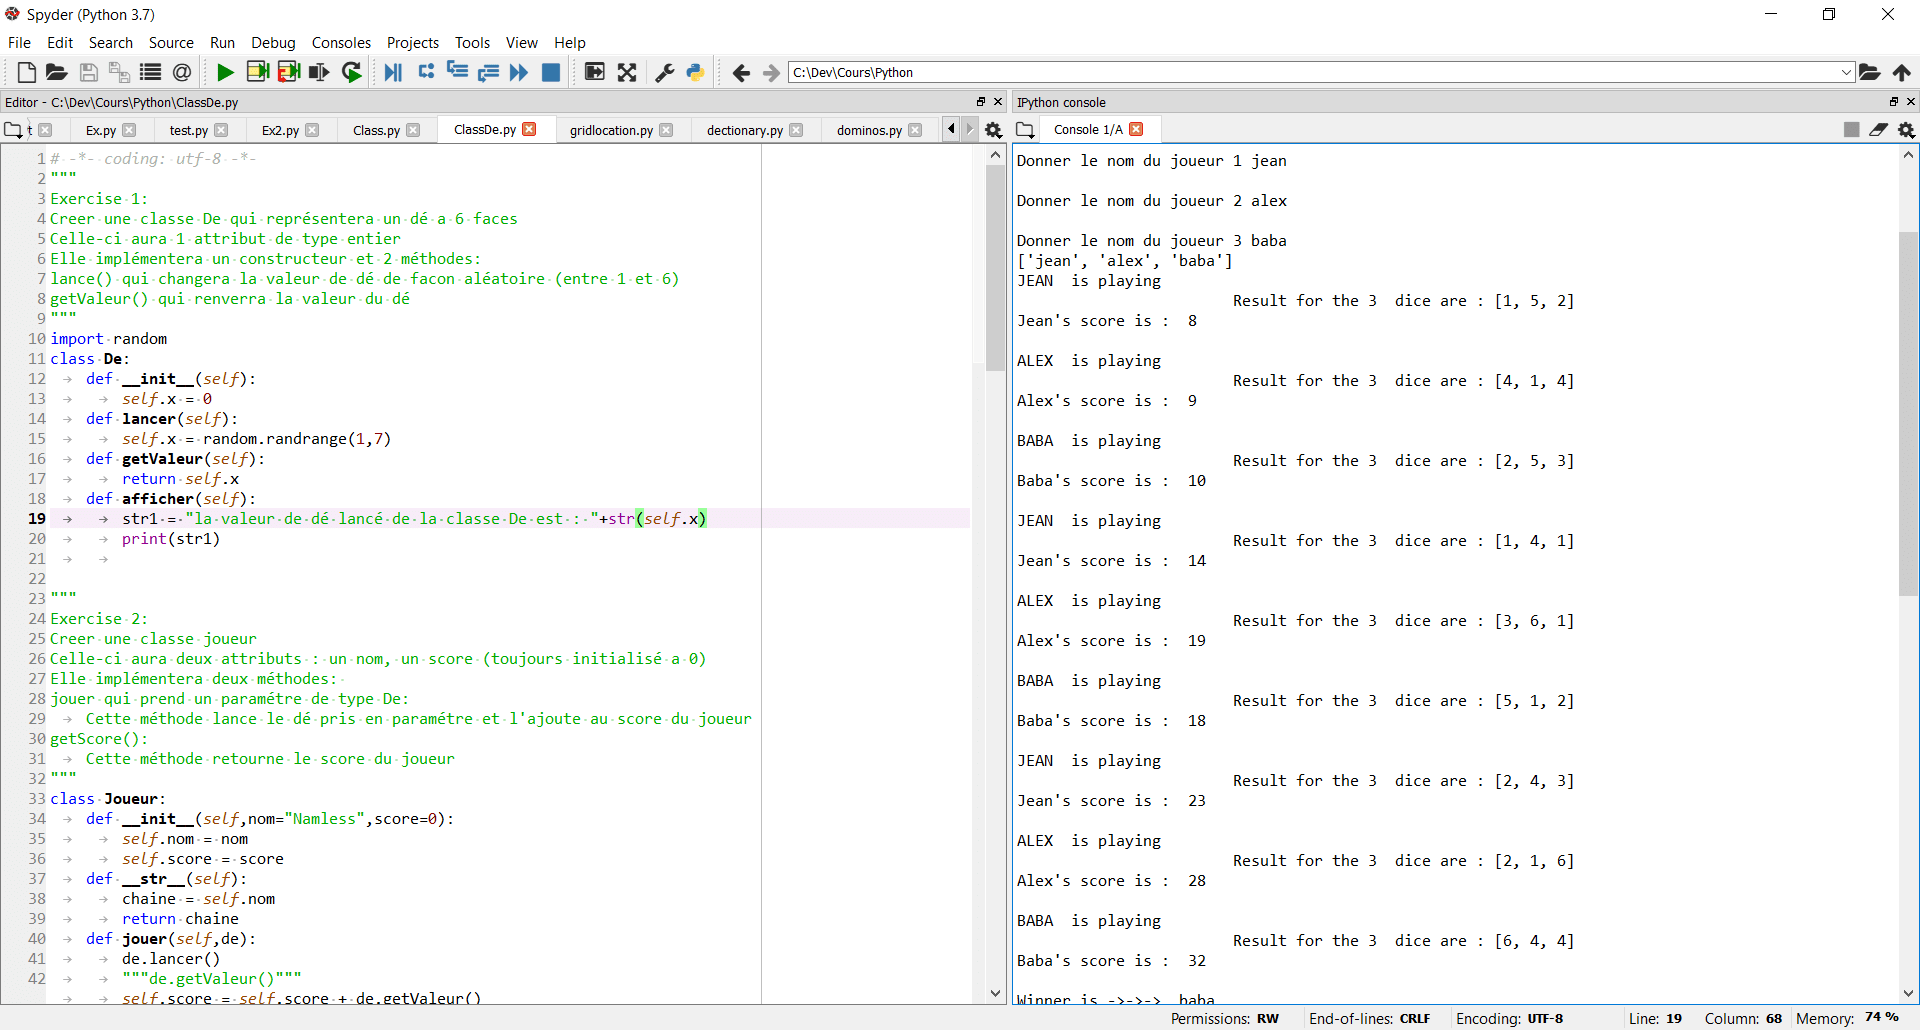 Spyder (Python 3.7)
File Edit Search Source Run Debug Consoles Projects Tools View Help
C:\Dev\Cours\Python
Editor - C:\Dev\Cours\Python\ClassDe.py
t Ex.py test.py Ex2.py Class.py ClassDe.py gridlocation.py dectionary.py dominos.py
1 # -*- coding: utf-8 -*-
2 """
3 Exercise 1:
4 Creer une classe De qui représentera un dé a 6 faces
5 Celle-ci aura 1 attribut de type entier
6 Elle implémentera un constructeur et 2 méthodes:
7 lance() qui changera la valeur de dé de facon aléatoire (entre 1 et 6)
8 getValeur() qui renverra la valeur du dé
9 """
10 import random
11 class De:
12 def __init__(self):
13 self.x = 0
14 def lancer(self):
15 self.x = random.randrange(1,7)
16 def getValeur(self):
17 return self.x
18 def afficher(self):
19 str1 = "la valeur de dé lancé de la classe De est : "+str(self.x)
20 print(str1)
21
22
23 """
24 Exercise 2:
25 Creer une classe joueur
26 Celle-ci aura deux attributs : un nom, un score (toujours initialisé a 0)
27 Elle implémentera deux méthodes:
28 jouer qui prend un paramétre de type De:
29 Cette méthode lance le dé pris en paramétre et l'ajoute au score du joueur
30 getScore():
31 Cette méthode retourne le score du joueur
32 """
33 class Joueur:
34 def __init__(self,nom="Namless",score=0):
35 self.nom = nom
36 self.score = score
37 def __str__(self):
38 chaine = self.nom
39 return chaine
40 def jouer(self,de):
41 de.lancer()
42 """de.getValeur()"""
self.score = self.score + de.getValeur()
IPython console
Console 1/A
Donner le nom du joueur 1 jean
Donner le nom du joueur 2 alex
Donner le nom du joueur 3 baba
['jean', 'alex', 'baba']
JEAN is playing
Result for the 3 dice are : [1, 5, 2]
Jean's score is : 8
ALEX is playing
Result for the 3 dice are : [4, 1, 4]
Alex's score is : 9
BABA is playing
Result for the 3 dice are : [2, 5, 3]
Baba's score is : 10
JEAN is playing
Result for the 3 dice are : [1, 4, 1]
Jean's score is : 14
ALEX is playing
Result for the 3 dice are : [3, 6, 1]
Alex's score is : 19
BABA is playing
Result for the 3 dice are : [5, 1, 2]
Baba's score is : 18
JEAN is playing
Result for the 3 dice are : [2, 4, 3]
Jean's score is : 23
ALEX is playing
Result for the 3 dice are : [2, 1, 6]
Alex's score is : 28
BABA is playing
Result for the 3 dice are : [6, 4, 4]
Baba's score is : 32
Winner is ->->-> baba
Permissions: RW End-of-lines: CRLF Encoding: UTF-8 Line: 19 Column: 68 Memory: 74 %